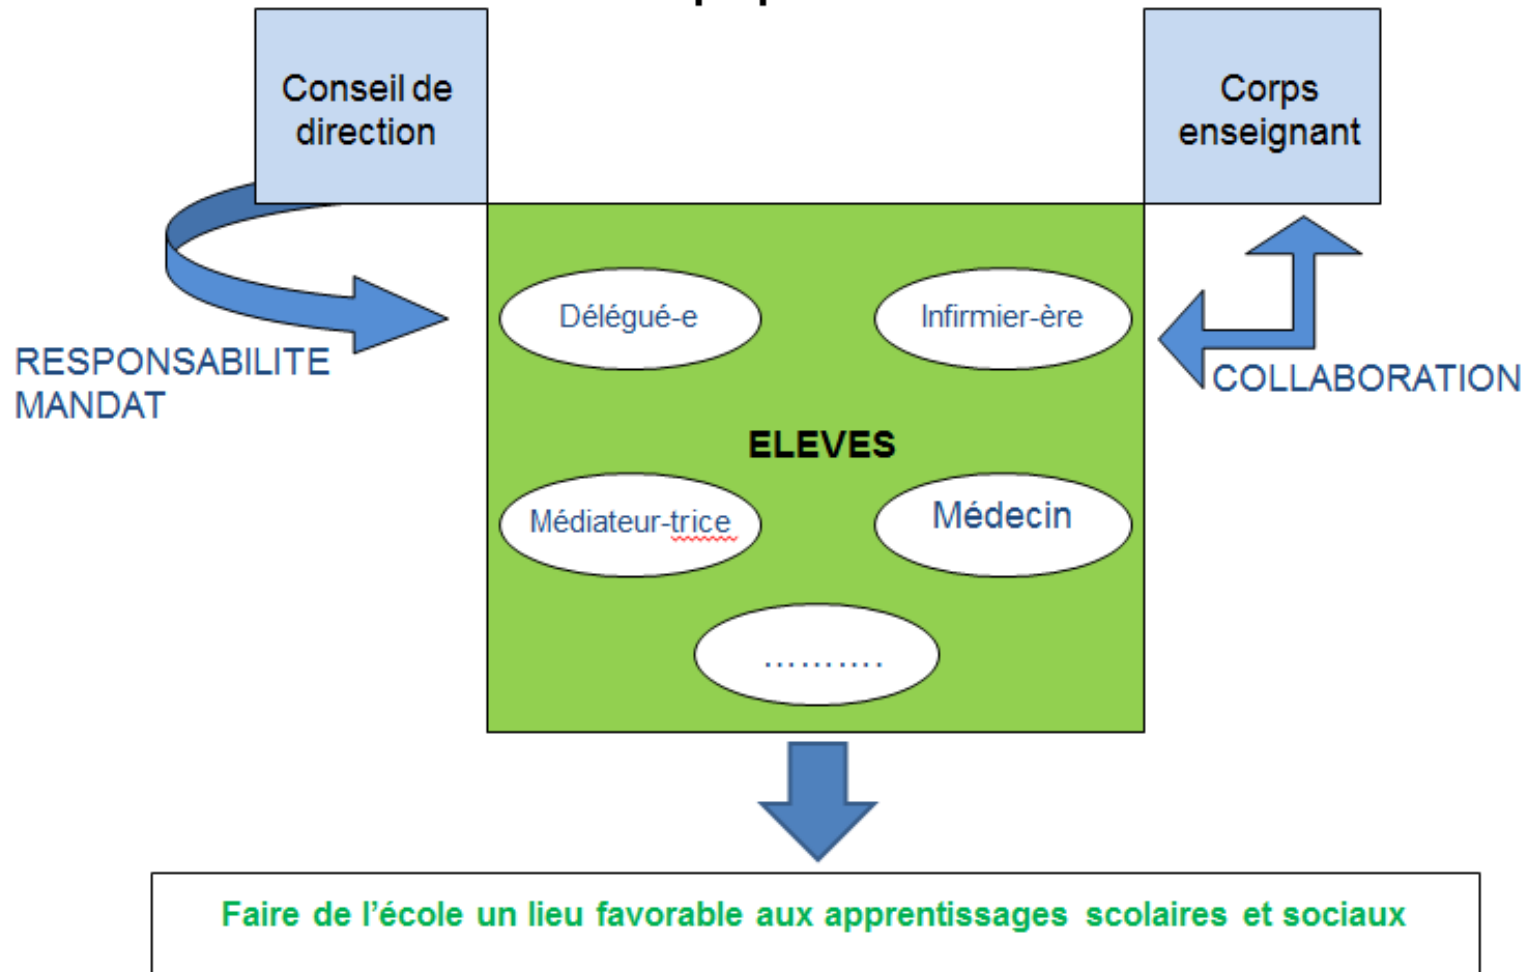 Conseil de
direction
Corps
enseignant
Délégué-e
Infirmier-ère
RESPONSABILITE
MANDAT
COLLABORATION
ELEVES
Médiateur-trice
Médecin
……….
Faire de l’école un lieu favorable aux apprentissages scolaires et sociaux